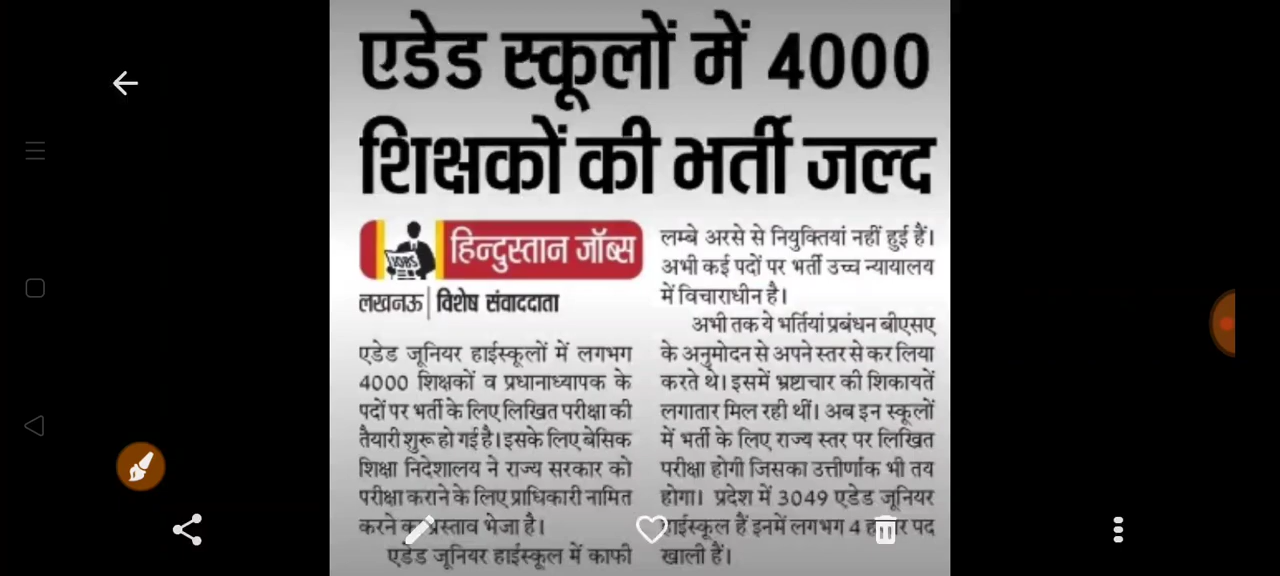 एडेड स्कूलों में 4000
शिक्षकों की भर्ती जल्द
JOBS
हिन्दुस्तान जॉब्स
लखनऊ विशेष संवाददाता
एडेड जूनियर हाईस्कूलों में लगभग
4000 शिक्षकों व प्रधानाध्यापक के
पदों पर भर्ती के लिए लिखित परीक्षा की
तैयारी शुरू हो गई है। इसके लिए बेसिक
शिक्षा निदेशालय ने राज्य सरकार को
परीक्षा कराने के लिए प्राधिकारी नामित
करने का प्रस्ताव भेजा है।
एडेड जूनियर हाईस्कूल में काफी
लम्बे अरसे से नियुक्तियां नहीं हुई हैं।
अभी कई पदों पर भर्ती उच्च न्यायालय
में विचाराधीन है।
अभी तक ये भर्तियां प्रबंधन बीएसए
के अनुमोदन से अपने स्तर से कर लिया
करते थे। इसमें भ्रष्टाचार की शिकायतें
लगातार मिल रही थीं। अब इन स्कूलों
में भर्ती के लिए राज्य स्तर पर लिखित
परीक्षा होगी जिसका उत्तीर्णांक भी तय
होगा। प्रदेश में 3049 एडेड जूनियर
हाईस्कूल हैं इनमें लगभग 4 हजार पद
खाली हैं।